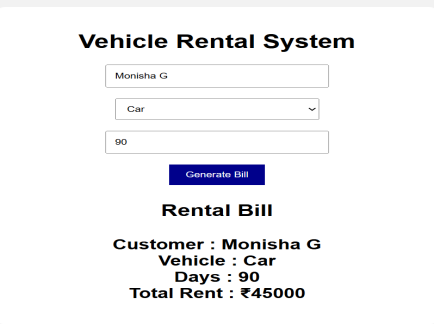 Vehicle Rental System
Monisha G
Car
90
Generate Bill
Rental Bill
Customer : Monisha G
Vehicle : Car
Days : 90
Total Rent : ₹45000